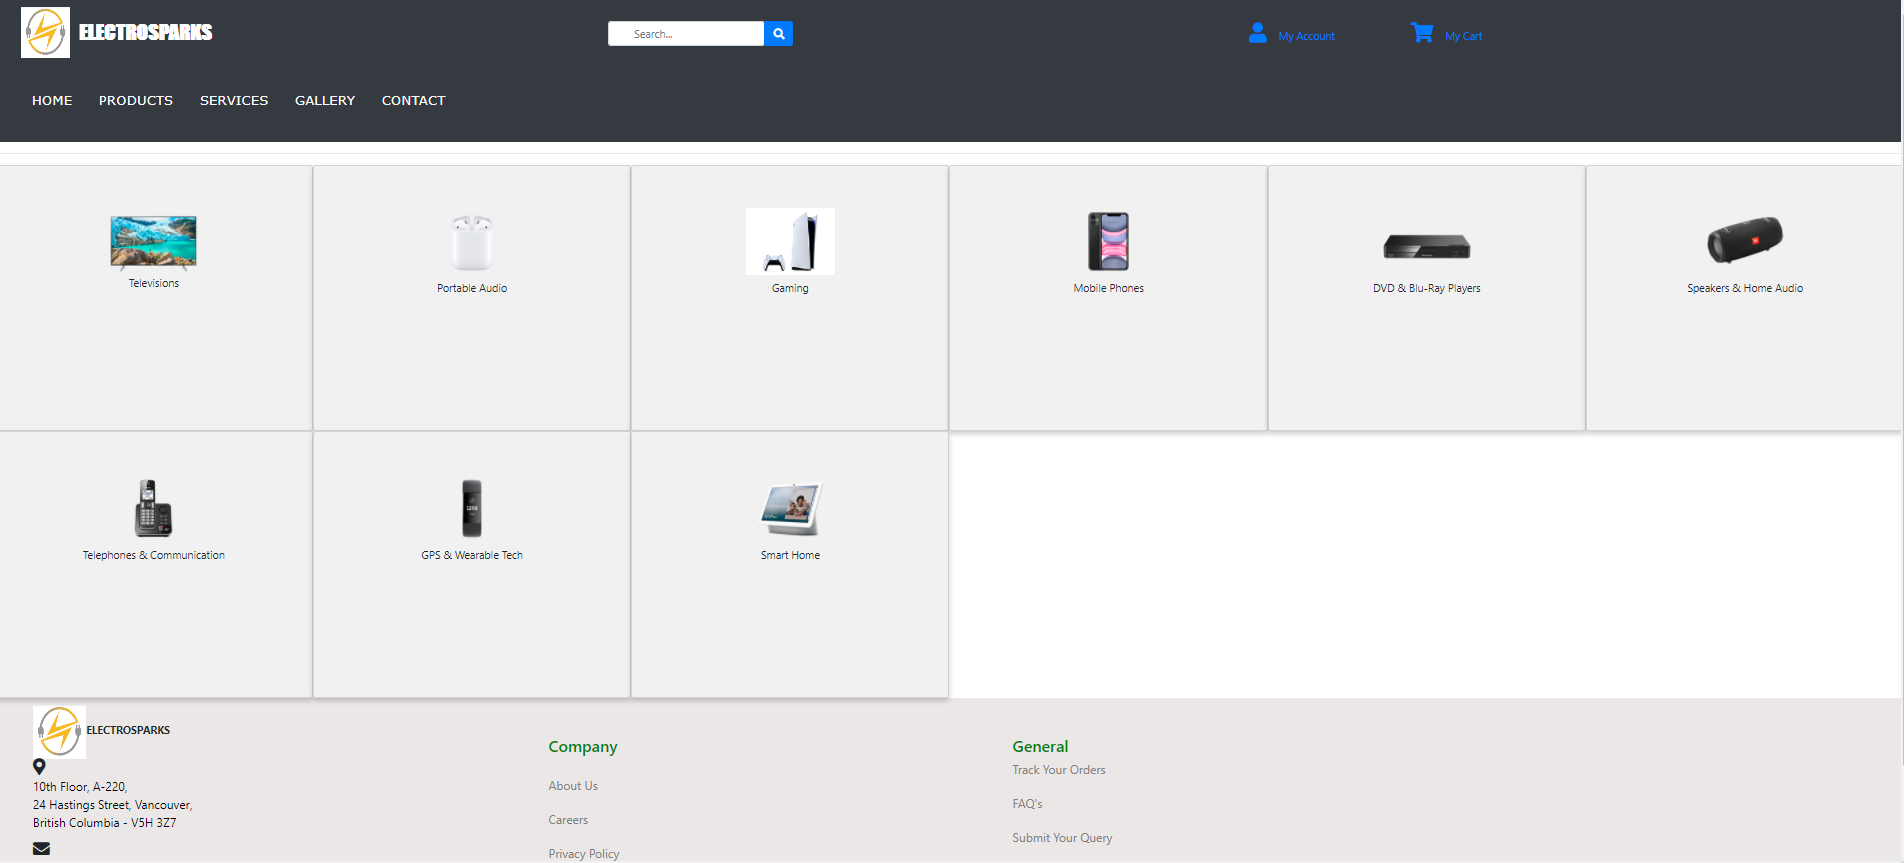 ELECTROSPARKS
Search...
My Account
My Cart
HOME PRODUCTS SERVICES GALLERY CONTACT
Televisions
Portable Audio
Gaming
Mobile Phones
DVD & Blu-Ray Players
Speakers & Home Audio
Telephones & Communication
GPS & Wearable Tech
Smart Home
ELECTROSPARKS
10th Floor, A-220,
24 Hastings Street, Vancouver,
British Columbia - V5H 3Z7
Company
About Us
Careers
Privacy Policy
General
Track Your Orders
FAQ's
Submit Your Query